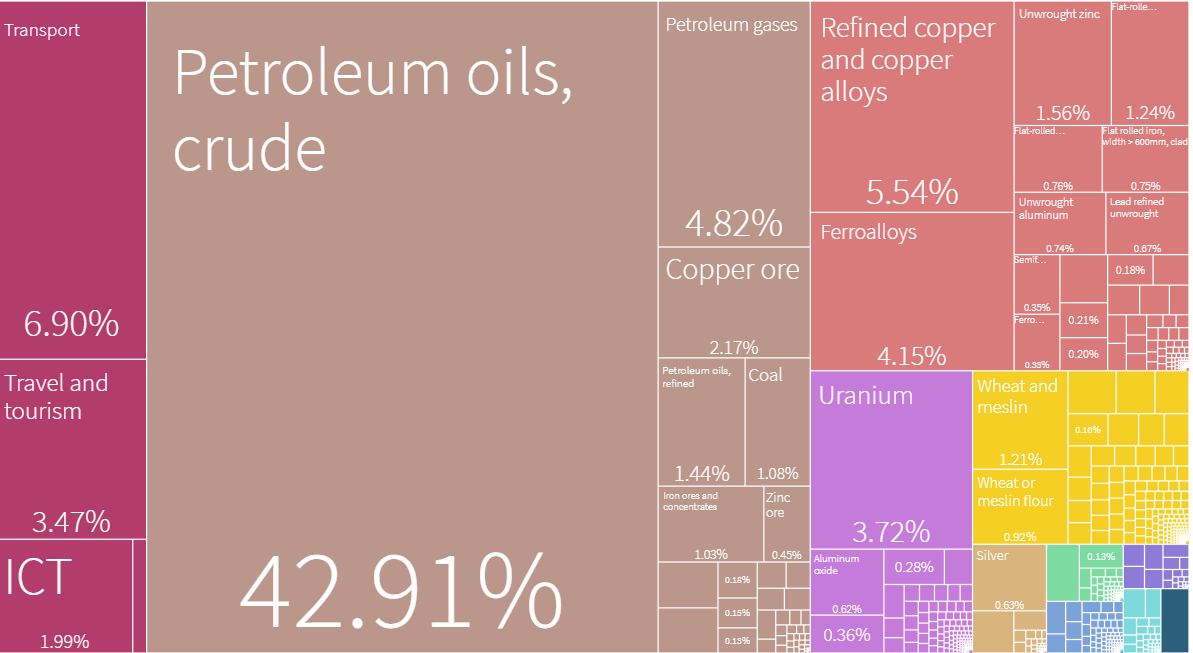 Transport
6.90%
Travel and
tourism
3.47%
ICT
1.99%
Petroleum oils,
crude
42.91%
Petroleum gases
4.82%
Copper ore
2.17%
Petroleum oils,
refined
1.44%
Coal
1.08%
Iron ores and
concentrates
1.03%
Zinc
ore
0.45%
0.18%
0.15%
0.13%
Refined copper
and copper
alloys
5.54%
Ferroalloys
4.15%
Unwrought zinc
1.56%
Flat-rolle...
1.24%
Flat-rolled...
0.76%
Flat rolled iron,
width > 600mm, clad
0.75%
Unwrought
aluminum
0.74%
Lead refined
unwrought
0.67%
Semif...
0.35%
Ferro...
0.33%
0.21%
0.20%
0.18%
Uranium
3.72%
Aluminum
oxide
0.62%
0.36%
0.28%
Wheat and
meslin
1.21%
Wheat or
meslin flour
0.92%
0.16%
Silver
0.63%
0.13%